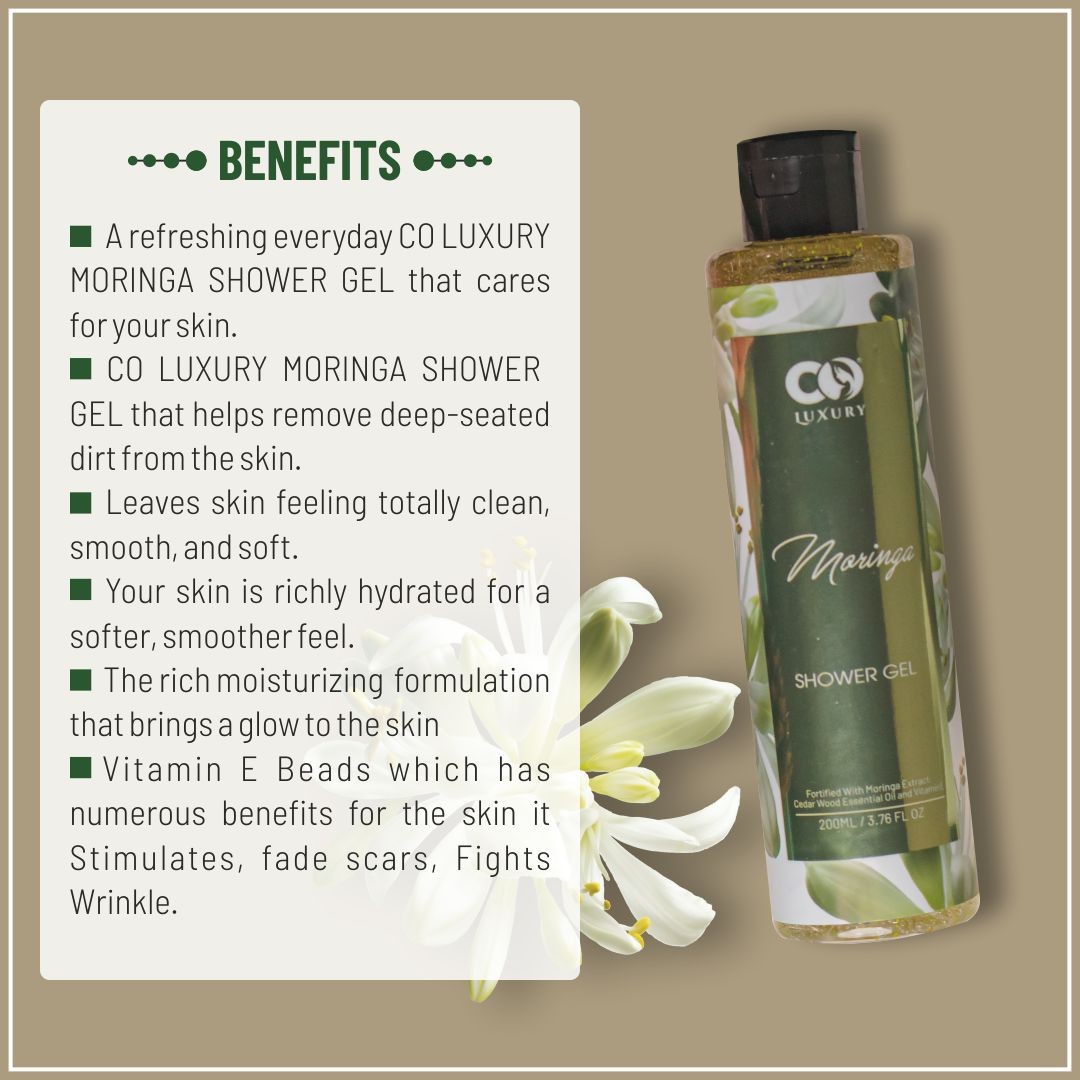 BENEFITS
A refreshing everyday CO LUXURY
MORINGA SHOWER GEL that cares
for your skin.
CO LUXURY MORINGA SHOWER
GEL that helps remove deep-seated
dirt from the skin.
Leaves skin feeling totally clean,
smooth, and soft.
Your skin is richly hydrated for a
softer, smoother feel.
The rich moisturizing formulation
that brings a glow to the skin
Vitamin E Beads which has
numerous benefits for the skin it
Stimulates, fade scars, Fights
Wrinkle.
CO
LUXURY
Moringa
SHOWER GEL
Fortified With Moringa Extract,
Cedar Wood Essential Oil and Vitamin
200ML / 3.76 FL OZ